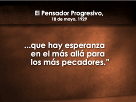 El Pensador Progresivo,
18 de mayo, 1929
...que hay esperanza
en el más allá para
los más pecadores."